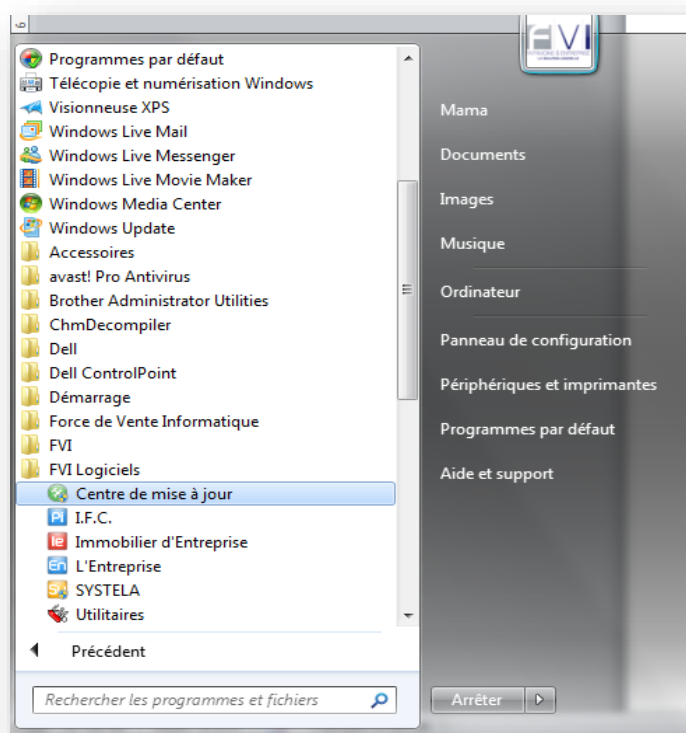 FVI
Programmes par défaut
Télécopie et numérisation Windows
Visionneuse XPS
Windows Live Mail
Windows Live Messenger
Windows Live Movie Maker
Windows Media Center
Windows Update
Accessoires
avast! Pro Antivirus
Brother Administrator Utilities
ChmDecompiler
Dell
Dell ControlPoint
Démarrage
Force de Vente Informatique
FVI
FVI Logiciels
Centre de mise à jour
I.F.C.
Immobilier d'Entreprise
L'Entreprise
SYSTELA
Utilitaires
Précédent
Rechercher les programmes et fichiers
Mama
Documents
Images
Musique
Ordinateur
Panneau de configuration
Périphériques et imprimantes
Programmes par défaut
Aide et support
Arrêter